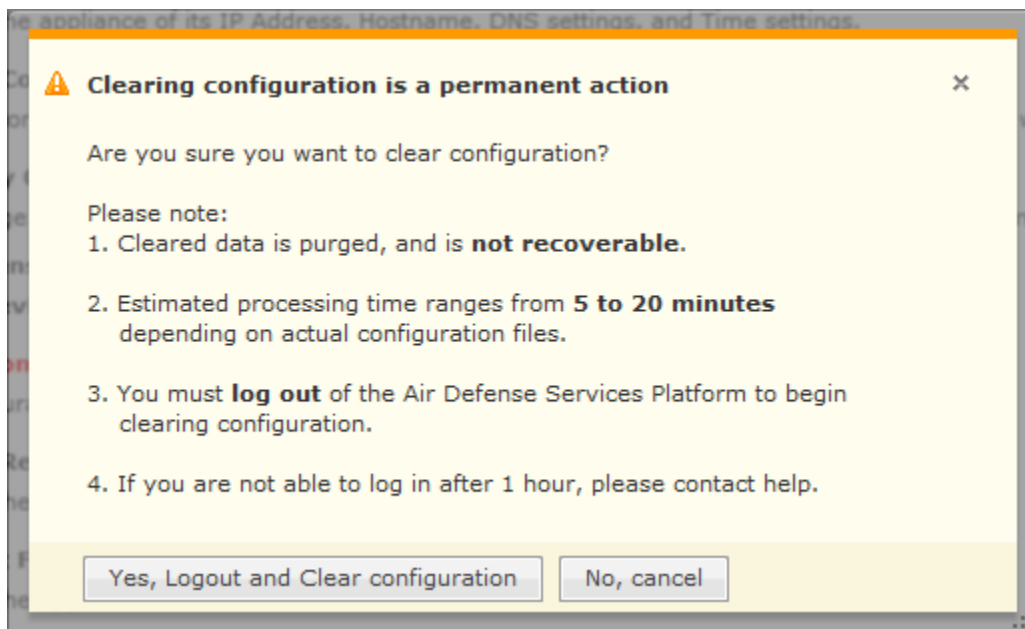 he appliance of its IP Address, Hostname, DNS settings, and Time settings.
Clearing configuration is a permanent action
Are you sure you want to clear configuration?
Please note:
1. Cleared data is purged, and is not recoverable.
2. Estimated processing time ranges from 5 to 20 minutes
depending on actual configuration files.
3. You must log out of the Air Defense Services Platform to begin
clearing configuration.
4. If you are not able to log in after 1 hour, please contact help.
Yes, Logout and Clear configuration No, cancel